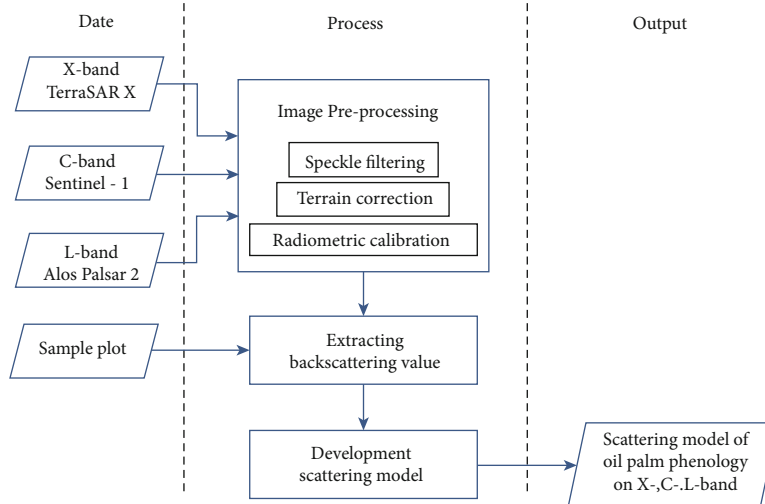 Date
Process
Output
X-band
TerraSAR X
C-band
Sentinel - 1
L-band
Alos Palsar 2
Sample plot
Image Pre-processing
Speckle filtering
Terrain correction
Radiometric calibration
Extracting
backscattering value
Development
scattering model
Scattering model of
oil palm phenology
on X-,C-.L-band